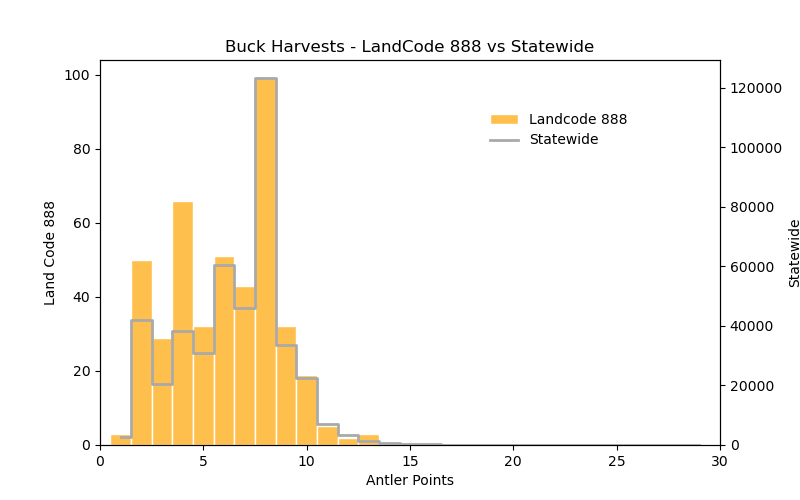 Buck Harvests - LandCode 888 vs Statewide
Land Code 888
100
80
60
40
20
0
Landcode 888
Statewide
120000
100000
80000
60000
40000
20000
0
Statewide
0 5 10 15 20 25 30
Antler Points